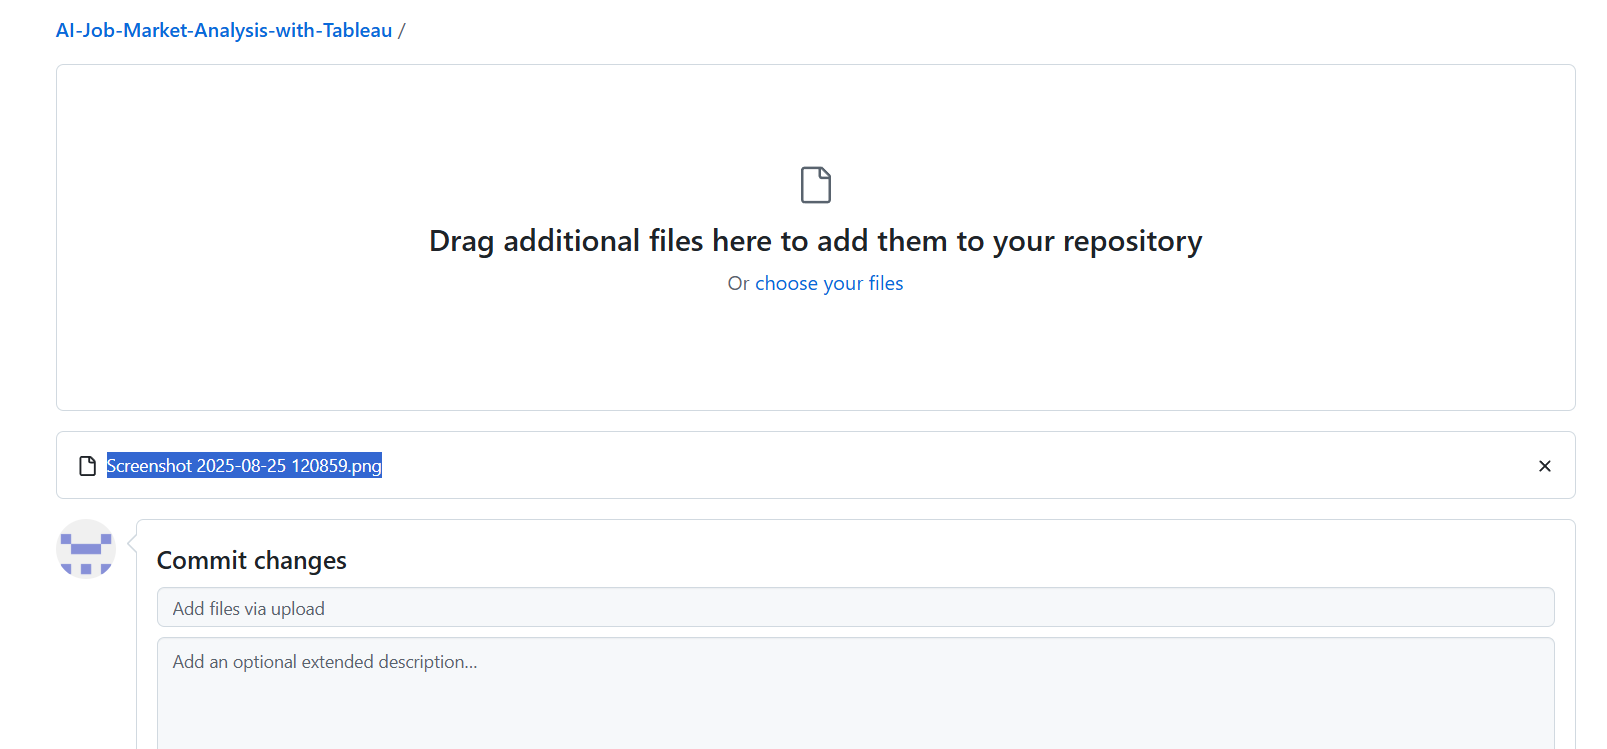 AI-Job-Market-Analysis-with-Tableau /
Drag additional files here to add them to your repository
Or choose your files
Screenshot 2025-08-25 120859.png
Commit changes
Add files via upload
Add an optional extended description...